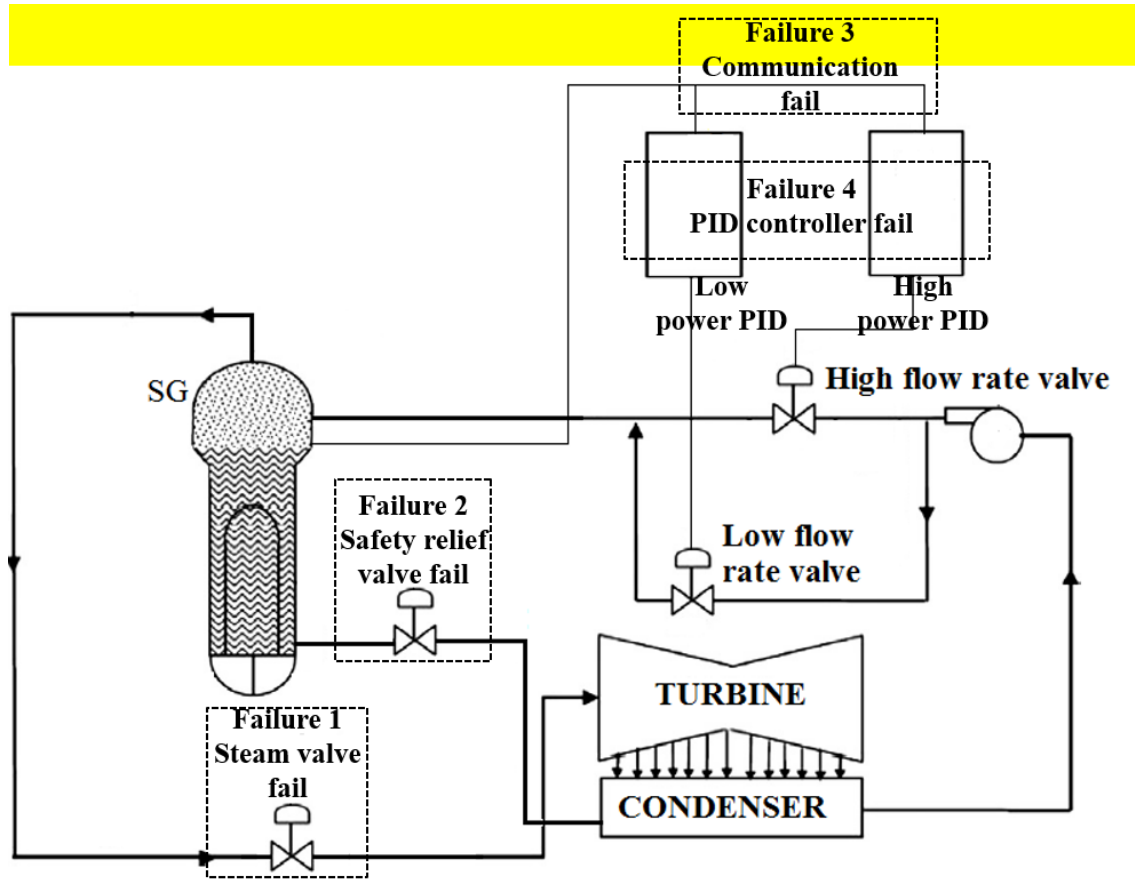 Failure 3
Communication
fail
Failure 4
PID controller fail
Low
power PID
High
power PID
SG
High flow rate valve
Failure 2
Safety relief
valve fail
Low flow
rate valve
TURBINE
Failure 1
Steam valve
fail
CONDENSER